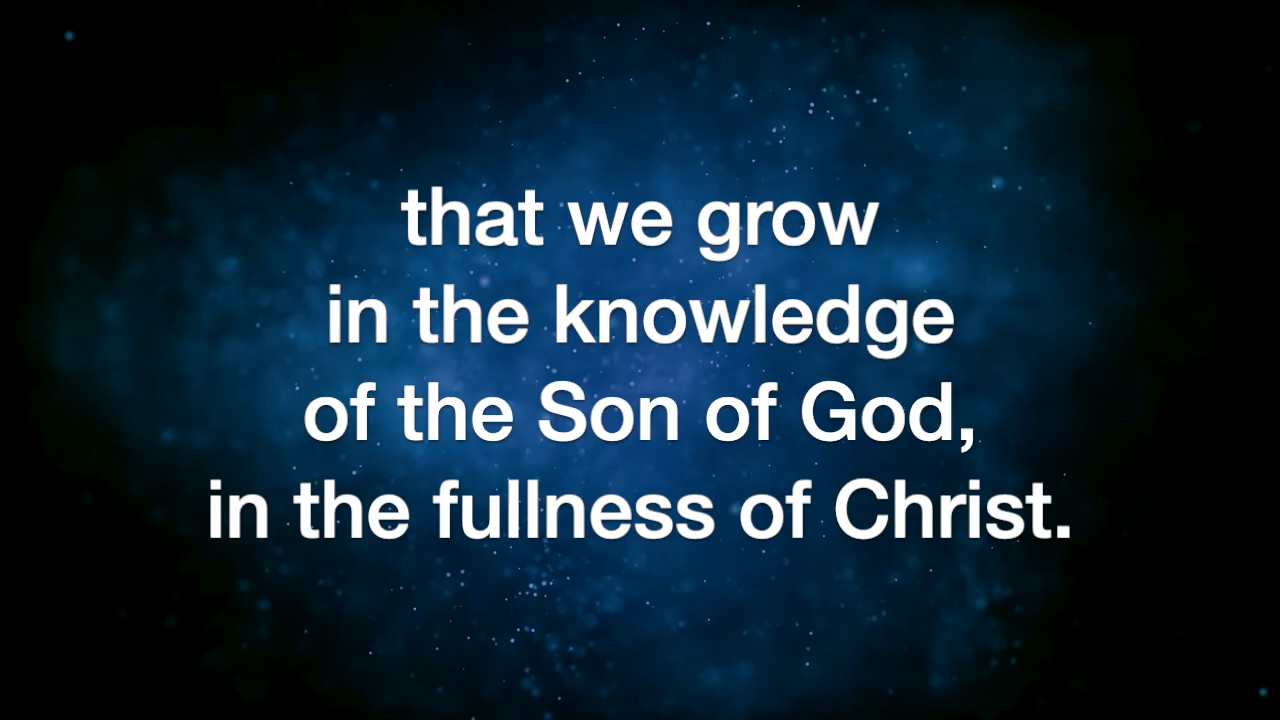 that we grow
in the knowledge
of the Son of God,
in the fullness of Christ.